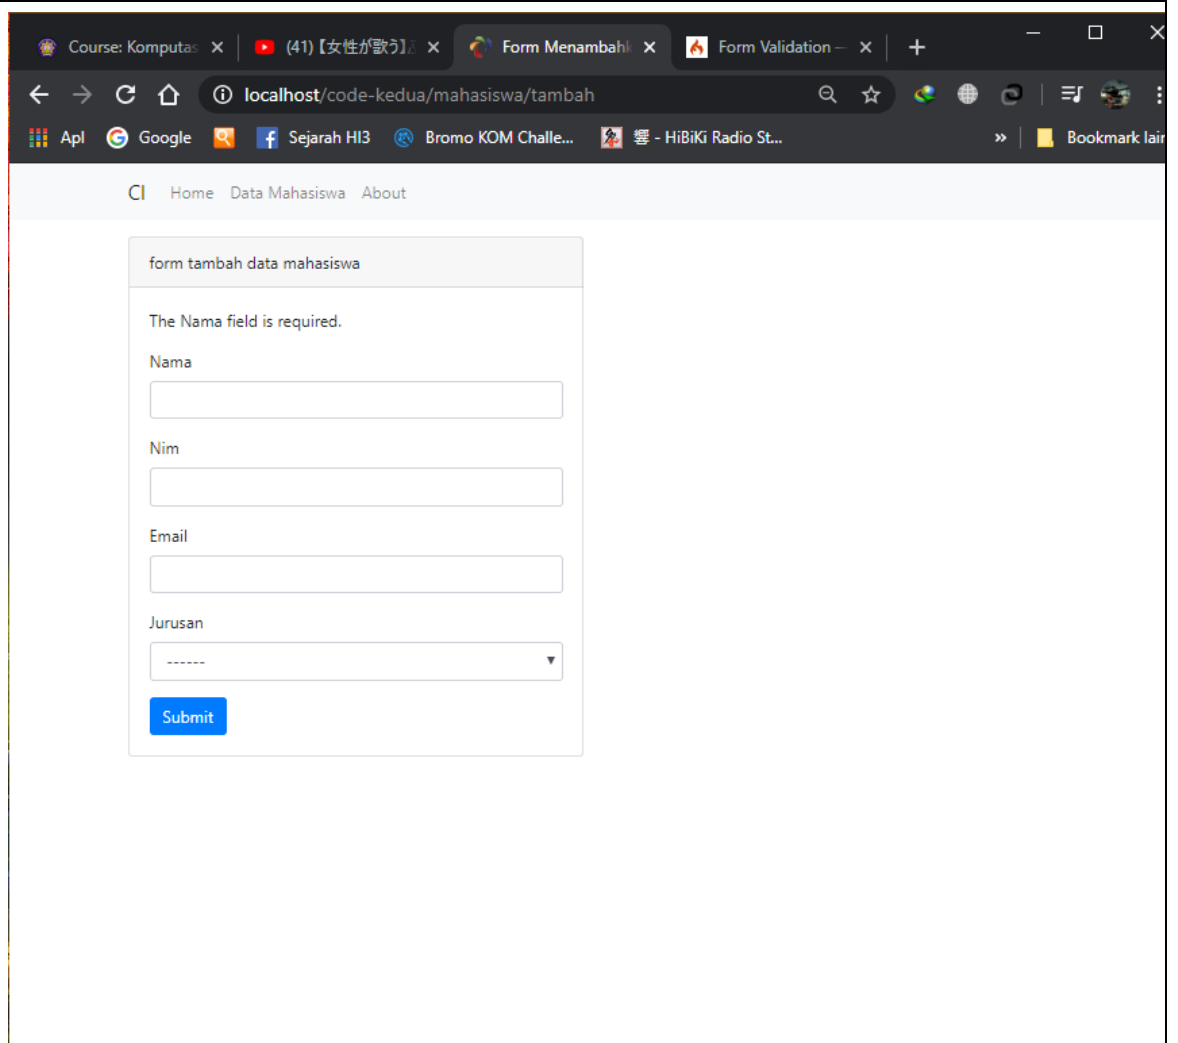 Course: Komputas
(41)【女性が歌う】
Form Menambahk
Form Validation —
localhost/code-kedua/mahasiswa/tambah
Apl Google Sejarah HI3 Bromo KOM Challe... 響 - HiBiKi Radio St... » Bookmark lain
CI Home Data Mahasiswa About
form tambah data mahasiswa
The Nama field is required.
Nama
Nim
Email
Jurusan
------
Submit